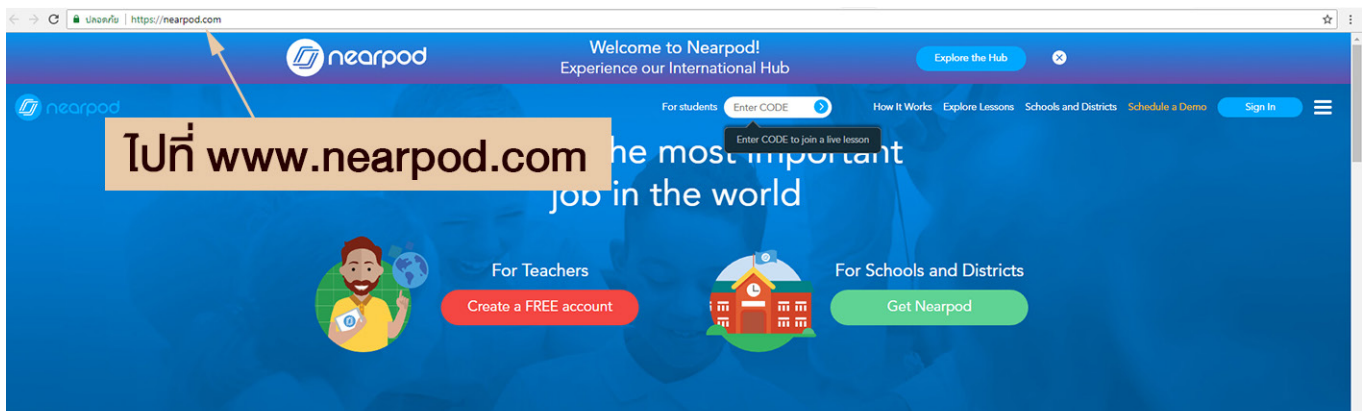 ปลอดภัย | https://nearpod.com
nearpod
Welcome to Nearpod!
Experience our International Hub
Explore the Hub
nearpod
For students
Enter CODE
How It Works
Explore Lessons
Schools and Districts
Schedule a Demo
Sign In
Enter CODE to join a live lesson
ไปที่ www.nearpod.com
he most important
job in the world
For Teachers
Create a FREE account
For Schools and Districts
Get Nearpod